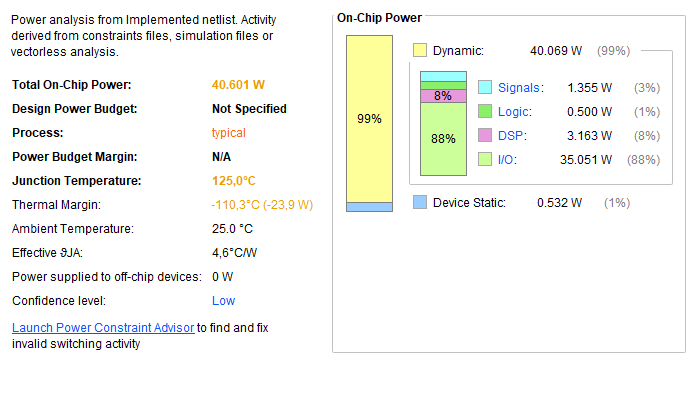 Power analysis from Implemented netlist. Activity
derived from constraints files, simulation files or
vectorless analysis.
Total On-Chip Power: 40.601 W
Design Power Budget: Not Specified
Process: typical
Power Budget Margin: N/A
Junction Temperature: 125,0°C
Thermal Margin: -110,3°C (-23,9 W)
Ambient Temperature: 25.0 °C
Effective ϑJA: 4,6°C/W
Power supplied to off-chip devices: 0 W
Confidence level: Low
Launch Power Constraint Advisor to find and fix
invalid switching activity
On-Chip Power
Dynamic: 40.069 W (99%)
Signals: 1.355 W (3%)
Logic: 0.500 W (1%)
DSP: 3.163 W (8%)
I/O: 35.051 W (88%)
99%
8%
88%
Device Static: 0.532 W (1%)